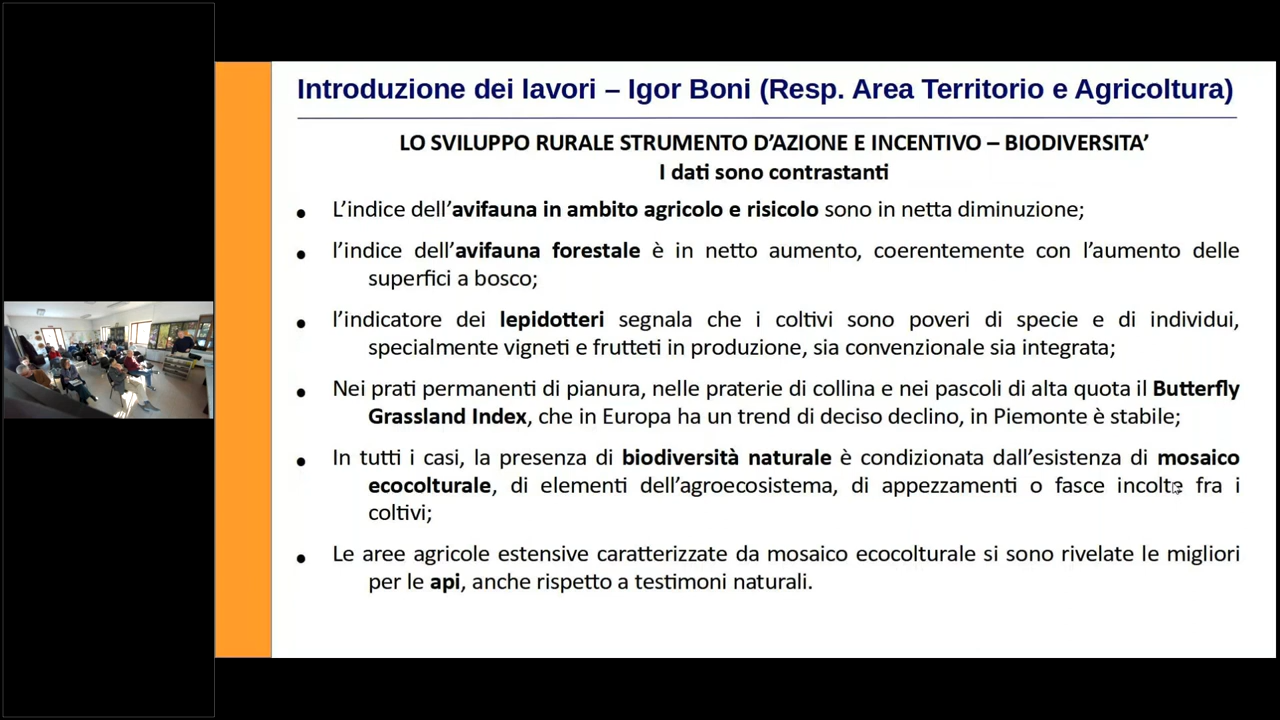 Introduzione dei lavori – Igor Boni (Resp. Area Territorio e Agricoltura)
LO SVILUPPO RURALE STRUMENTO D’AZIONE E INCENTIVO – BIODIVERSITA’
I dati sono contrastanti
● L’indice dell’avifauna in ambito agricolo e risicolo sono in netta diminuzione;
● l’indice dell’avifauna forestale è in netto aumento, coerentemente con l’aumento delle
superfici a bosco;
● l’indicatore dei lepidotteri segnala che i coltivi sono poveri di specie e di individui,
specialmente vigneti e frutteti in produzione, sia convenzionale sia integrata;
● Nei prati permanenti di pianura, nelle praterie di collina e nei pascoli di alta quota il Butterfly
Grassland Index, che in Europa ha un trend di deciso declino, in Piemonte è stabile;
● In tutti i casi, la presenza di biodiversità naturale è condizionata dall’esistenza di mosaico
ecocolturale, di elementi dell’agroecosistema, di appezzamenti o fasce incolte fra i
coltivi;
● Le aree agricole estensive caratterizzate da mosaico ecocolturale si sono rivelate le migliori
per le api, anche rispetto a testimoni naturali.